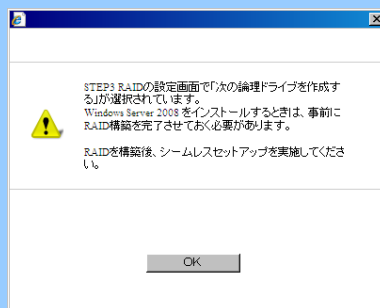 STEP3 RAIDの設定画面で「次の論理ドライブを作成す
る」が選択されています。
Windows Server 2008 をインストールするときは、事前に
RAID構築を完了させておく必要があります。
RAIDを構築後、シームレスセットアップを実施してくださ
い。
OK